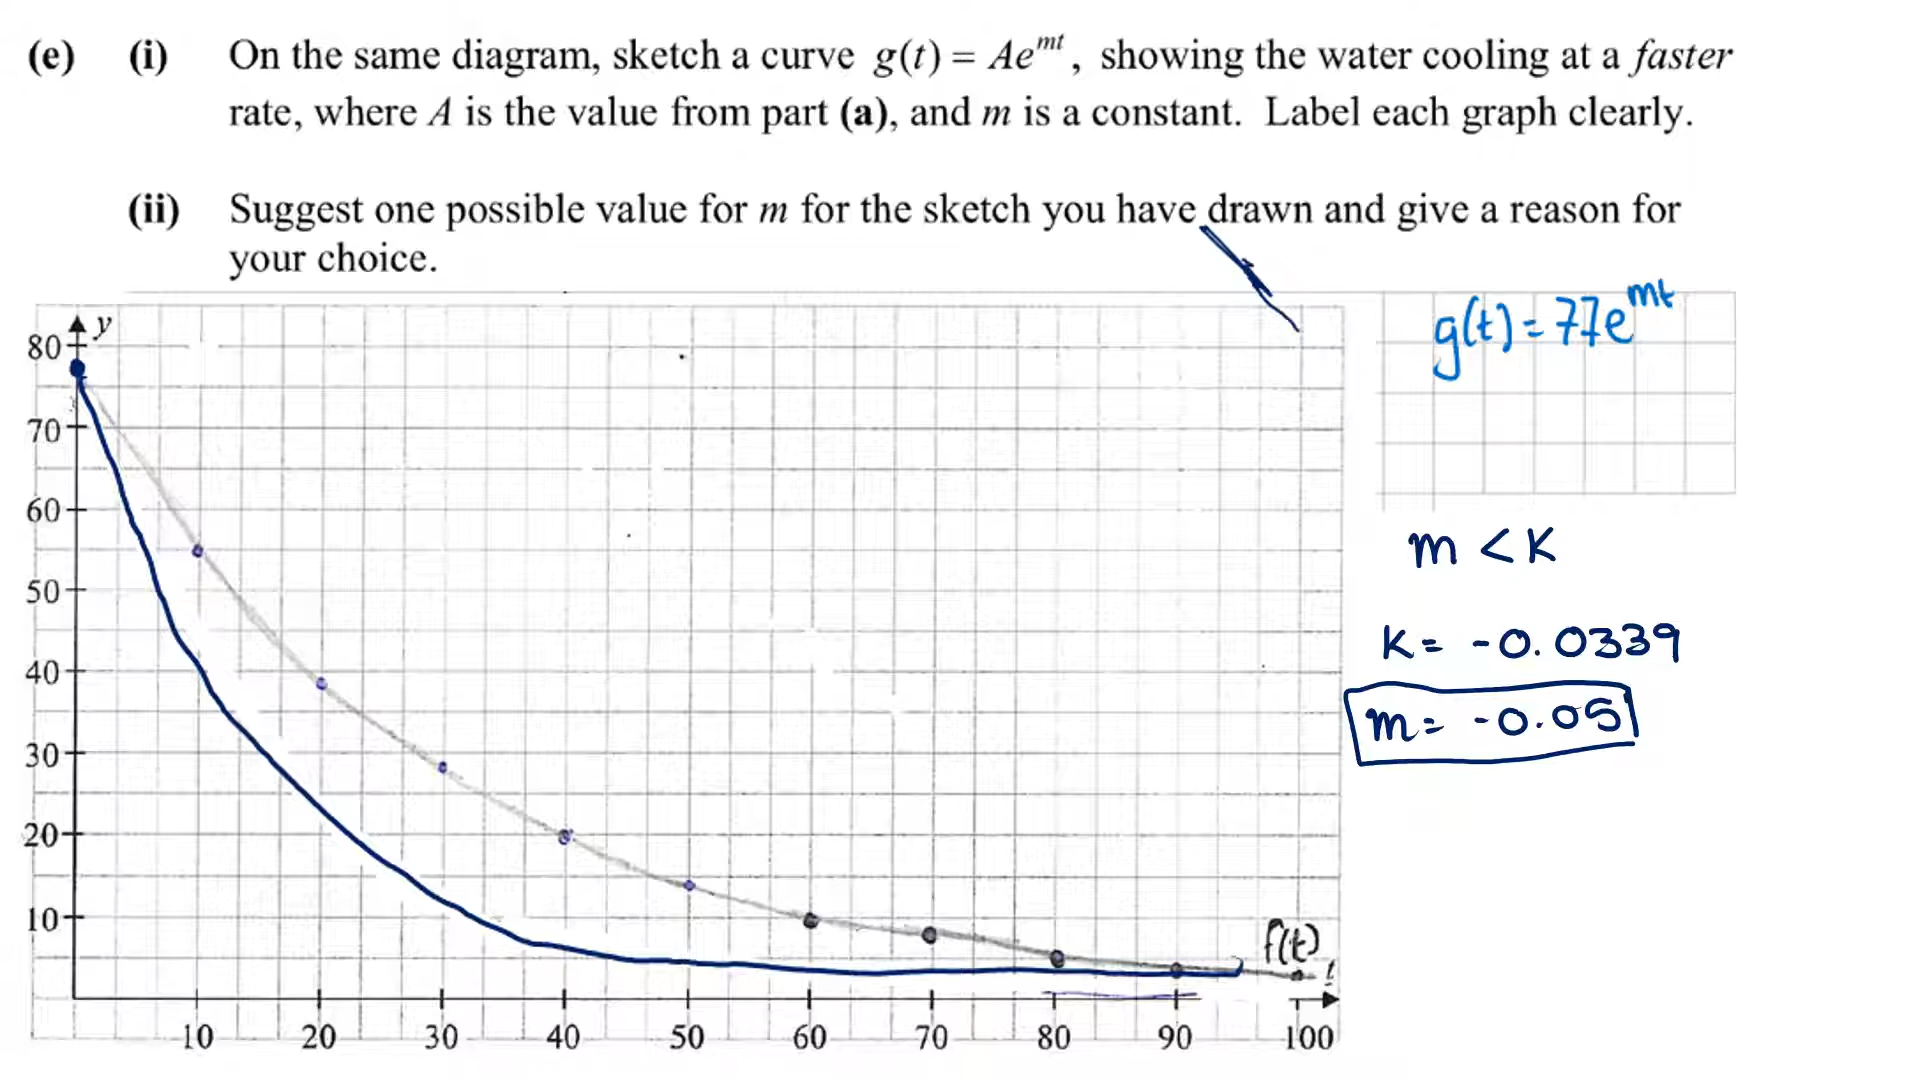 (e) (i) On the same diagram, sketch a curve g(t) = Ae^{mt}, showing the water cooling at a faster
rate, where A is the value from part (a), and m is a constant. Label each graph clearly.
(ii) Suggest one possible value for m for the sketch you have drawn and give a reason for
your choice.
g(t) = 77e^{mt}
m < K
K = -0.0339
m = -0.05
y
80
70
60
50
40
30
20
10
f(t)
t
10 20 30 40 50 60 70 80 90 100